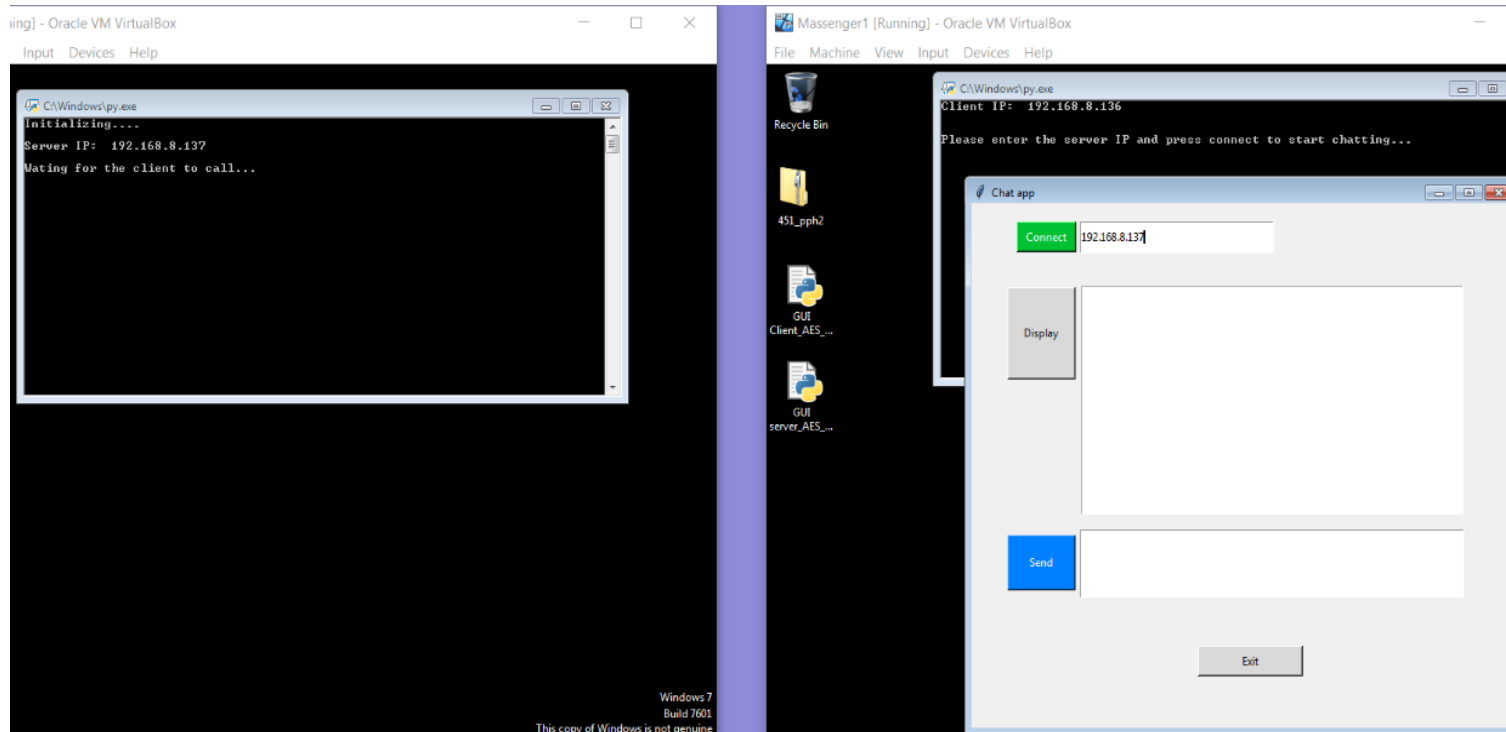 ing] - Oracle VM VirtualBox
Input Devices Help
C:\Windows\py.exe
Initializing....
Server IP: 192.168.8.137
Wating for the client to call...
Windows 7
Build 7601
This copy of Windows is not genuine
Massenger1 [Running] - Oracle VM VirtualBox
File Machine View Input Devices Help
Recycle Bin
451_pph2
GUI
Client_AES_...
GUI
server_AES_...
C:\Windows\py.exe
Client IP: 192.168.8.136
Please enter the server IP and press connect to start chatting...
Chat app
Connect 192.168.8.137
Display
Send
Exit